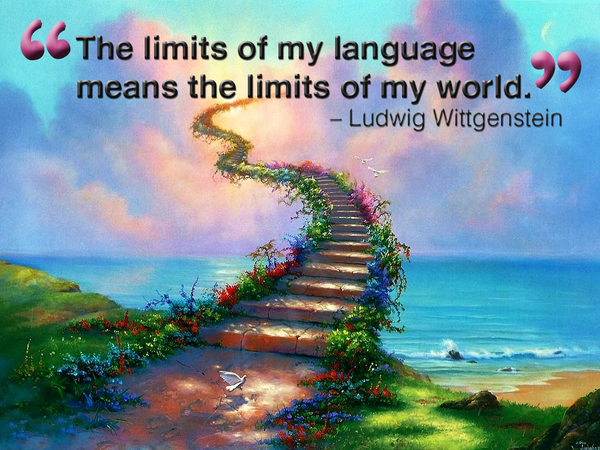 “The limits of my language
means the limits of my world.”
– Ludwig Wittgenstein